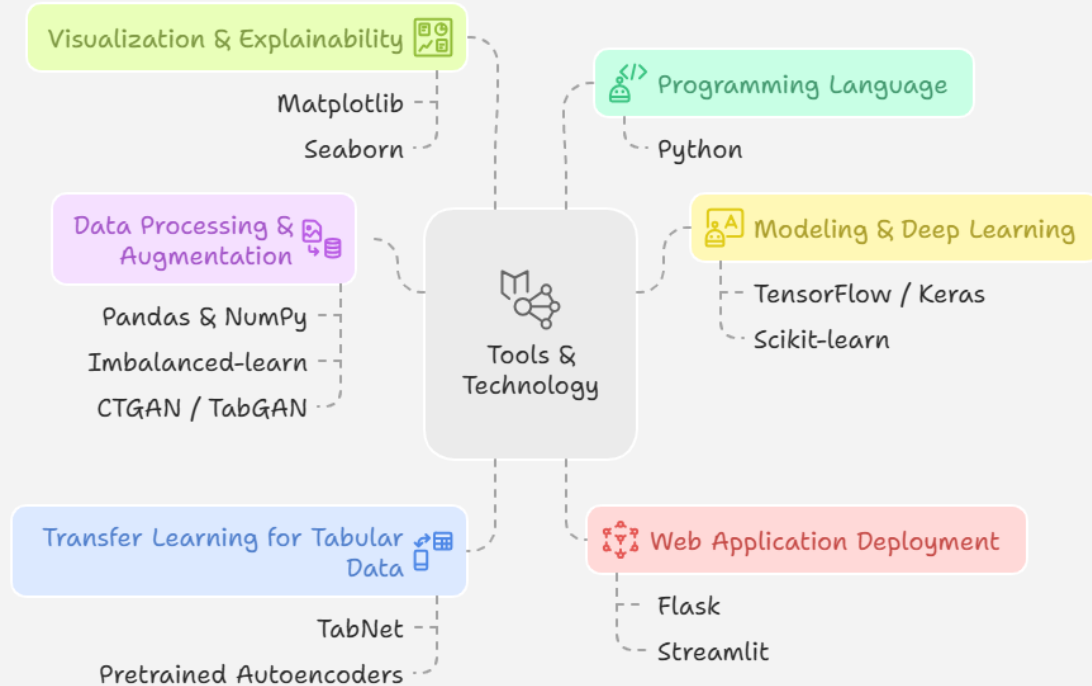 Visualization & Explainability
Matplotlib
Seaborn
Programming Language
Python
Data Processing &
Augmentation
Pandas & NumPy
Imbalanced-learn
CTGAN / TabGAN
Tools &
Technology
Modeling & Deep Learning
TensorFlow / Keras
Scikit-learn
Transfer Learning for Tabular
Data
TabNet
Pretrained Autoencoders
Web Application Deployment
Flask
Streamlit